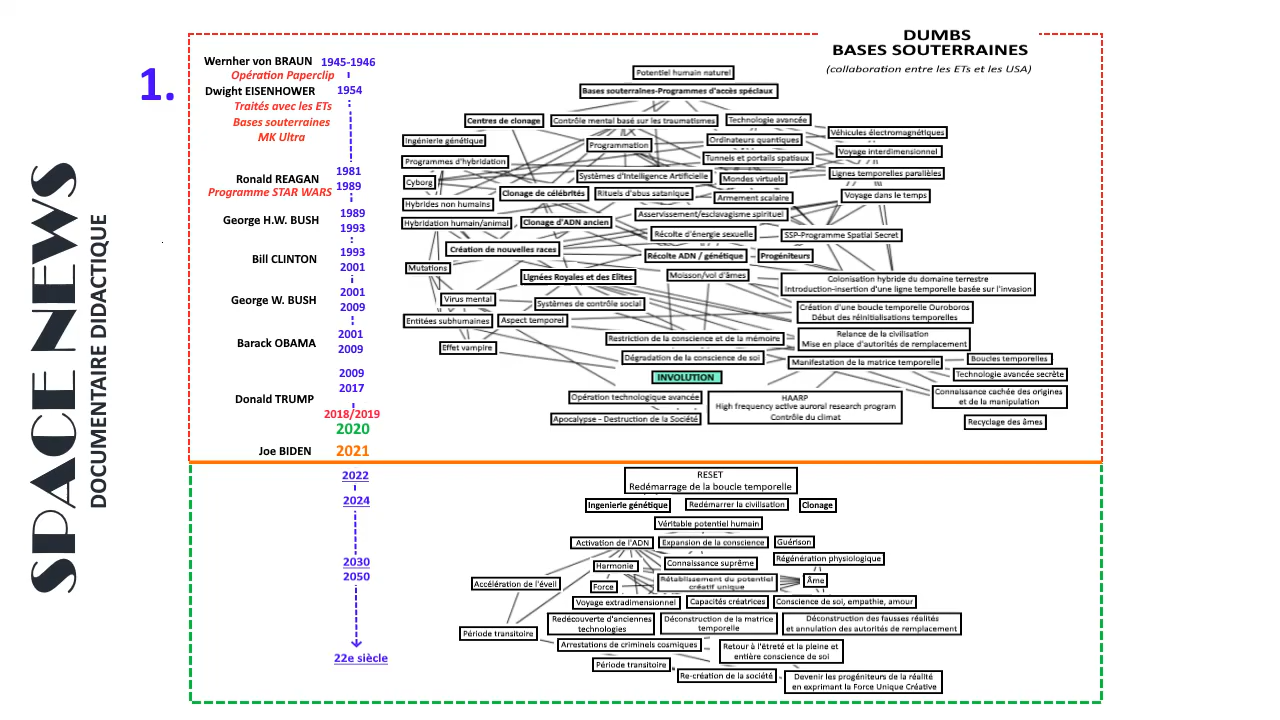 SPACE NEWS
DOCUMENTAIRE DIDACTIQUE
1.
Wernher von BRAUN 1945-1946
Opération Paperclip
Dwight EISENHOWER 1954
Traités avec les ETs
Bases souterraines
MK Ultra
1981
Ronald REAGAN
1989
Programme STAR WARS
1989
George H.W. BUSH
1993
1993
Bill CLINTON
2001
2001
George W. BUSH
2009
2001
Barack OBAMA
2009
2009
2017
Donald TRUMP
2018/2019
2020
Joe BIDEN 2021
2022
2024
2030
2050
22e siècle
DUMBS
BASES SOUTERRAINES
(collaboration entre les ETs et les USA)
Potentiel humain naturel
Bases souterraines-Programmes d'accès spéciaux
Centres de clonage
Contrôle mental basé sur les traumatismes
Technologie avancée
Véhicules électromagnétiques
Ingénierie génétique
Programmation
Ordinateurs quantiques
Voyage interdimensionnel
Programmes d'hybridation
Tunnels et portails spatiaux
Lignes temporelles parallèles
Cyborg
Systèmes d'Intelligence Artificielle
Mondes virtuels
Clonage de célébrités
Rituels d'abus satanique
Armement scalaire
Voyage dans le temps
Hybrides non humains
Asservissement/esclavagisme spirituel
Hybridation humain/animal
Clonage d'ADN ancien
Récolte d'énergie sexuelle
SSP-Programme Spatial Secret
Création de nouvelles races
Récolte ADN / génétique
Progéniteurs
Mutations
Lignées Royales et des Elites
Moisson/vol d'âmes
Colonisation hybride du domaine terrestre
Introduction-insertion d'une ligne temporelle basée sur l'invasion
Virus mental
Systèmes de contrôle social
Création d'une boucle temporelle Ouroboros
Début des réinitialisations temporelles
Entitées subhumaines
Aspect temporel
Restriction de la conscience et de la mémoire
Relance de la civilisation
Mise en place d'autorités de remplacement
Effet vampire
Dégradation de la conscience de soi
Manifestation de la matrice temporelle
Boucles temporelles
Technologie avancée secrète
INVOLUTION
Connaissance cachée des origines
et de la manipulation
Opération technologique avancée
HAARP
High frequency active auroral research program
Contrôle du climat
Apocalypse - Destruction de la Société
Recyclage des âmes
RESET
Redémarrage de la boucle temporelle
Ingenierie génétique
Redémarrer la civilisation
Clonage
Véritable potentiel humain
Activation de l'ADN
Expansion de la conscience
Guérison
Harmonie
Connaissance suprême
Régénération physiologique
Accélération de l'éveil
Force
Rétablissement du potentiel
créatif unique
Âme
Voyage extradimensionnel
Capacités créatrices
Conscience de soi, empathie, amour
Redécouverte d'anciennes
technologies
Déconstruction de la matrice
temporelle
Déconstruction des fausses réalités
et annulation des autorités de remplacement
Période transitoire
Arrestations de criminels cosmiques
Retour à l'êtreté et la pleine et
entière conscience de soi
Période transitoire
Re-création de la société
Devenir les progéniteurs de la réalité
en exprimant la Force Unique Créative